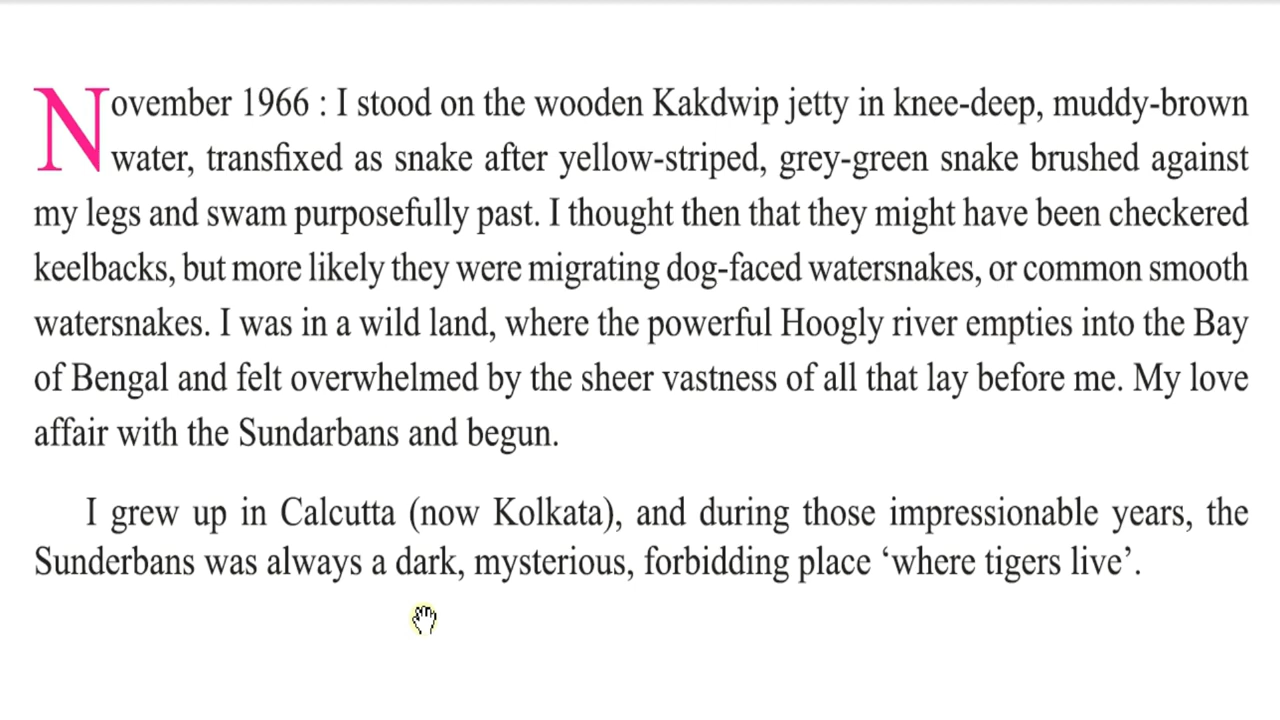 November 1966 : I stood on the wooden Kakdwip jetty in knee-deep, muddy-brown
water, transfixed as snake after yellow-striped, grey-green snake brushed against
my legs and swam purposefully past. I thought then that they might have been checkered
keelbacks, but more likely they were migrating dog-faced watersnakes, or common smooth
watersnakes. I was in a wild land, where the powerful Hoogly river empties into the Bay
of Bengal and felt overwhelmed by the sheer vastness of all that lay before me. My love
affair with the Sundarbans and begun.
I grew up in Calcutta (now Kolkata), and during those impressionable years, the
Sunderbans was always a dark, mysterious, forbidding place ‘where tigers live’.